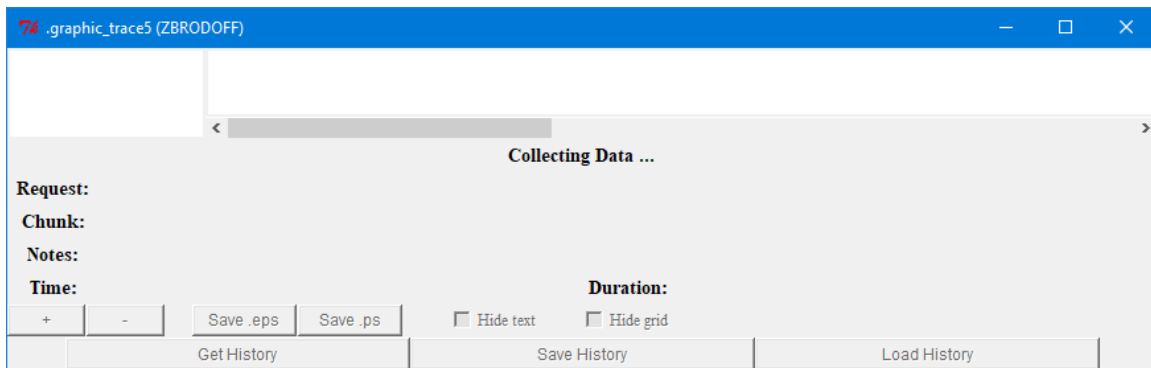 .graphic_trace5 (ZBRODOFF)
Collecting Data ...
Request:
Chunk:
Notes:
Time: Duration:
+ - Save .eps Save .ps Hide text Hide grid
Get History Save History Load History